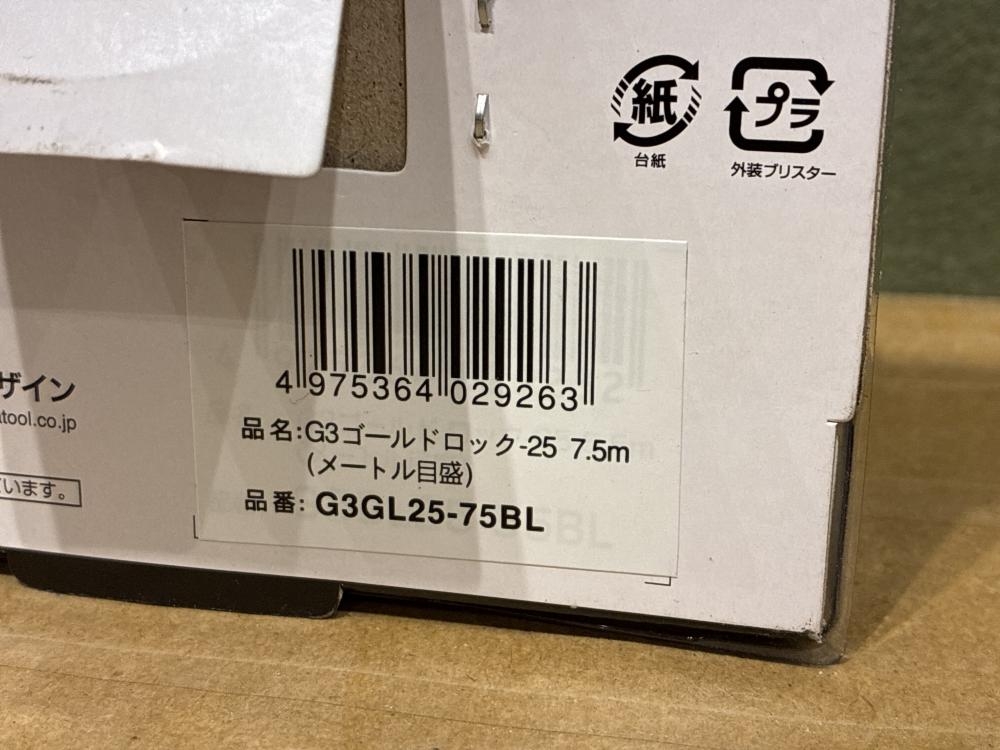 紙
プラ
台紙
外装ブリスター
4 975364 029263
品名:G3ゴールドロック-25 7.5m
(メートル目盛)
品番: G3GL25-75BL
ザイン
tool.co.jp
います。